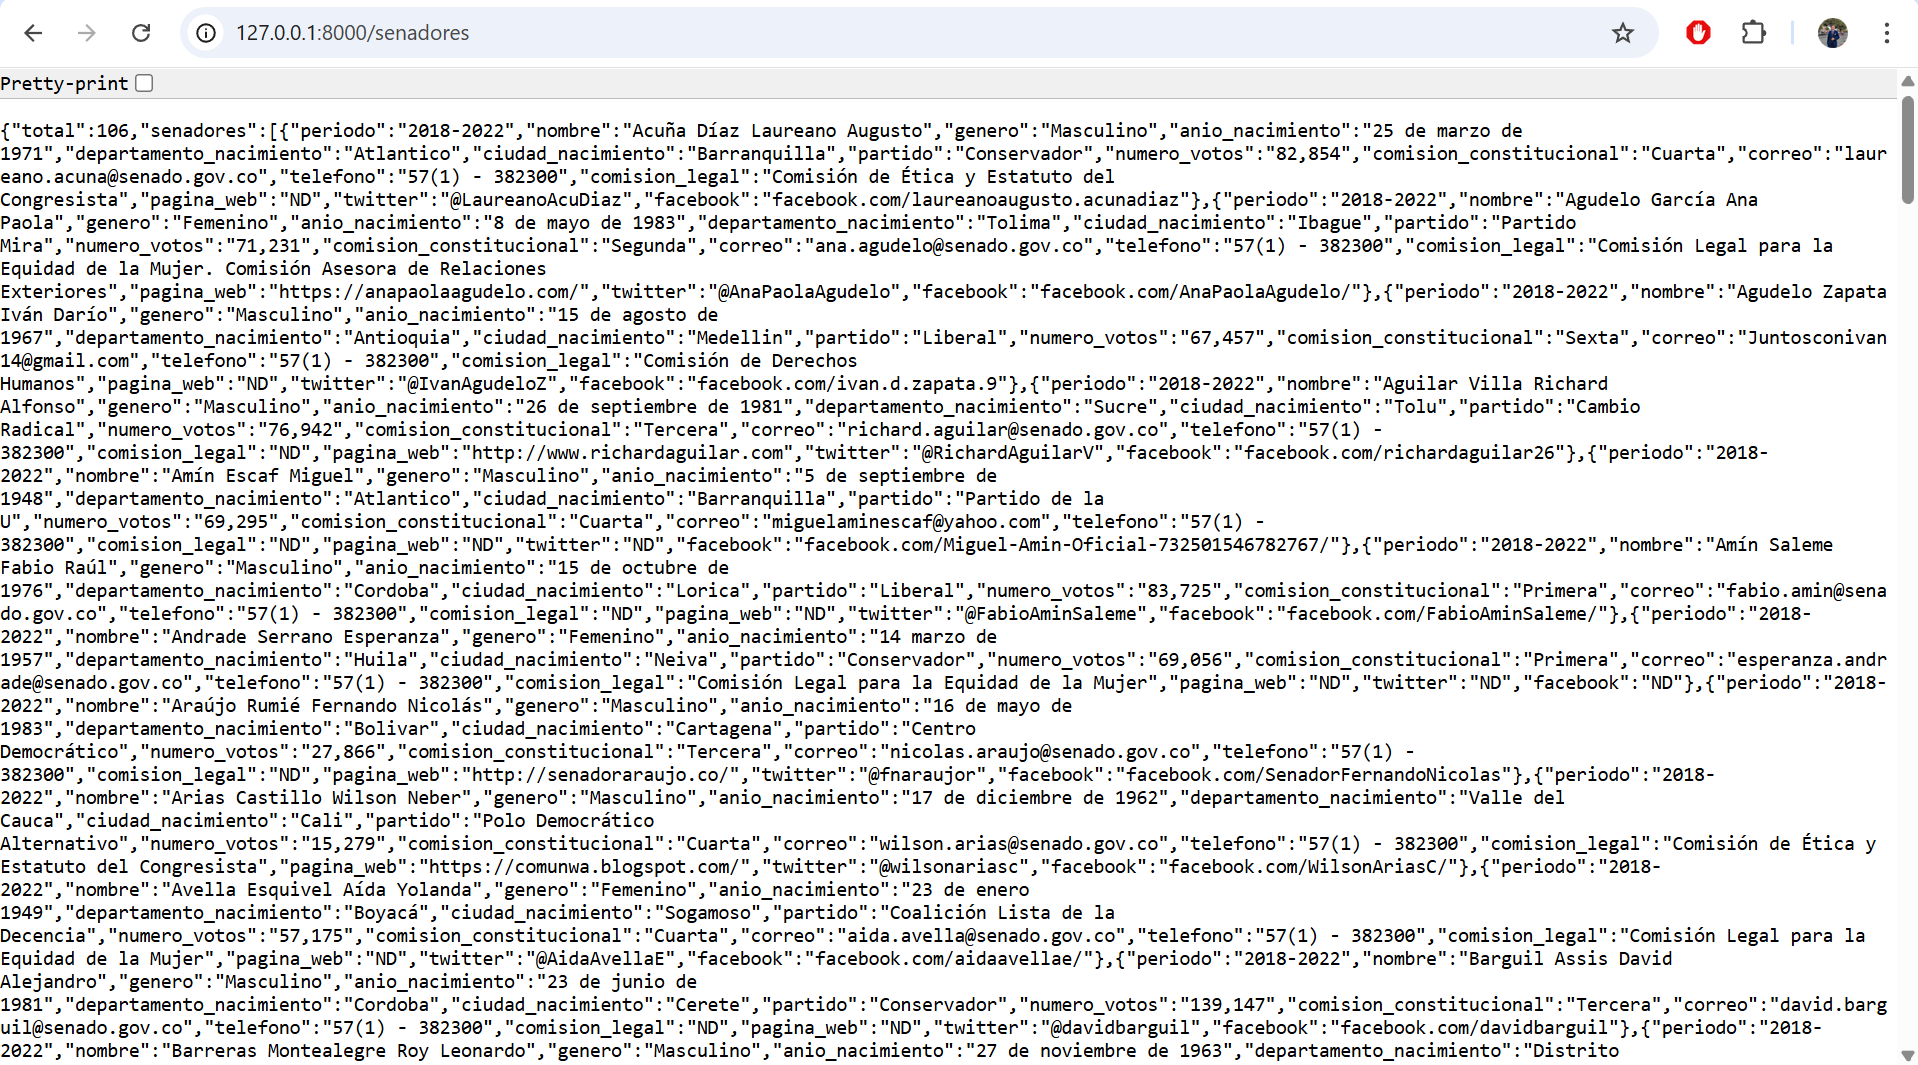 127.0.0.1:8000/senadores
Pretty-print
{"total":106,"senadores":[{"periodo":"2018-2022","nombre":"Acuña Díaz Laureano Augusto","genero":"Masculino","anio_nacimiento":"25 de marzo de
1971","departamento_nacimiento":"Atlantico","ciudad_nacimiento":"Barranquilla","partido":"Conservador","numero_votos":"82,854","comision_constitucional":"Cuarta","correo":"laur
eano.acuna@senado.gov.co","telefono":"57(1) - 382300","comision_legal":"Comisión de Ética y Estatuto del
Congresista","pagina_web":"ND","twitter":"@LaureanoAcuDiaz","facebook":"facebook.com/laureanoaugusto.acunadiaz"},{"periodo":"2018-2022","nombre":"Agudelo García Ana
Paola","genero":"Femenino","anio_nacimiento":"8 de mayo de 1983","departamento_nacimiento":"Tolima","ciudad_nacimiento":"Ibague","partido":"Partido
Mira","numero_votos":"71,231","comision_constitucional":"Segunda","correo":"ana.agudelo@senado.gov.co","telefono":"57(1) - 382300","comision_legal":"Comisión Legal para la
Equidad de la Mujer. Comisión Asesora de Relaciones
Exteriores","pagina_web":"https://anapaolaagudelo.com/","twitter":"@AnaPaolaAgudelo","facebook":"facebook.com/AnaPaolaAgudelo/"},{"periodo":"2018-2022","nombre":"Agudelo Zapata
Iván Darío","genero":"Masculino","anio_nacimiento":"15 de agosto de
1967","departamento_nacimiento":"Antioquia","ciudad_nacimiento":"Medellin","partido":"Liberal","numero_votos":"67,457","comision_constitucional":"Sexta","correo":"Juntosconivan
14@gmail.com","telefono":"57(1) - 382300","comision_legal":"Comisión de Derechos
Humanos","pagina_web":"ND","twitter":"@IvanAgudeloZ","facebook":"facebook.com/ivan.d.zapata.9"},{"periodo":"2018-2022","nombre":"Aguilar Villa Richard
Alfonso","genero":"Masculino","anio_nacimiento":"26 de septiembre de 1981","departamento_nacimiento":"Sucre","ciudad_nacimiento":"Tolu","partido":"Cambio
Radical","numero_votos":"76,942","comision_constitucional":"Tercera","correo":"richard.aguilar@senado.gov.co","telefono":"57(1) -
382300","comision_legal":"ND","pagina_web":"http://www.richardaguilar.com","twitter":"@RichardAguilarV","facebook":"facebook.com/richardaguilar26"},{"periodo":"2018-
2022","nombre":"Amín Escaf Miguel","genero":"Masculino","anio_nacimiento":"5 de septiembre de
1948","departamento_nacimiento":"Atlantico","ciudad_nacimiento":"Barranquilla","partido":"Partido de la
U","numero_votos":"69,295","comision_constitucional":"Cuarta","correo":"miguelaminescaf@yahoo.com","telefono":"57(1) -
382300","comision_legal":"ND","pagina_web":"ND","twitter":"ND","facebook":"facebook.com/Miguel-Amin-Oficial-732501546782767/"},{"periodo":"2018-2022","nombre":"Amín Saleme
Fabio Raúl","genero":"Masculino","anio_nacimiento":"15 de octubre de
1976","departamento_nacimiento":"Cordoba","ciudad_nacimiento":"Lorica","partido":"Liberal","numero_votos":"83,725","comision_constitucional":"Primera","correo":"fabio.amin@sena
do.gov.co","telefono":"57(1) - 382300","comision_legal":"ND","pagina_web":"ND","twitter":"@FabioAminSaleme","facebook":"facebook.com/FabioAminSaleme/"},{"periodo":"2018-
2022","nombre":"Andrade Serrano Esperanza","genero":"Femenino","anio_nacimiento":"14 marzo de
1957","departamento_nacimiento":"Huila","ciudad_nacimiento":"Neiva","partido":"Conservador","numero_votos":"69,056","comision_constitucional":"Primera","correo":"esperanza.andr
ade@senado.gov.co","telefono":"57(1) - 382300","comision_legal":"Comisión Legal para la Equidad de la Mujer","pagina_web":"ND","twitter":"ND","facebook":"ND"},{"periodo":"2018-
2022","nombre":"Araújo Rumié Fernando Nicolás","genero":"Masculino","anio_nacimiento":"16 de mayo de
1983","departamento_nacimiento":"Bolivar","ciudad_nacimiento":"Cartagena","partido":"Centro
Democrático","numero_votos":"27,866","comision_constitucional":"Tercera","correo":"nicolas.araujo@senado.gov.co","telefono":"57(1) -
382300","comision_legal":"ND","pagina_web":"http://senadoraraujo.co/","twitter":"@fnaraujor","facebook":"facebook.com/SenadorFernandoNicolas"},{"periodo":"2018-
2022","nombre":"Arias Castillo Wilson Neber","genero":"Masculino","anio_nacimiento":"17 de diciembre de 1962","departamento_nacimiento":"Valle del
Cauca","ciudad_nacimiento":"Cali","partido":"Polo Democrático
Alternativo","numero_votos":"15,279","comision_constitucional":"Cuarta","correo":"wilson.arias@senado.gov.co","telefono":"57(1) - 382300","comision_legal":"Comisión de Ética y
Estatuto del Congresista","pagina_web":"https://comunwa.blogspot.com/","twitter":"@wilsonariasc","facebook":"facebook.com/WilsonAriasC/"},{"periodo":"2018-
2022","nombre":"Avella Esquivel Aída Yolanda","genero":"Femenino","anio_nacimiento":"23 de enero
1949","departamento_nacimiento":"Boyacá","ciudad_nacimiento":"Sogamoso","partido":"Coalición Lista de la
Decencia","numero_votos":"57,175","comision_constitucional":"Cuarta","correo":"aida.avella@senado.gov.co","telefono":"57(1) - 382300","comision_legal":"Comisión Legal para la
Equidad de la Mujer","pagina_web":"ND","twitter":"@AidaAvellaE","facebook":"facebook.com/aidaavellae/"},{"periodo":"2018-2022","nombre":"Barguil Assis David
Alejandro","genero":"Masculino","anio_nacimiento":"23 de junio de
1981","departamento_nacimiento":"Cordoba","ciudad_nacimiento":"Cerete","partido":"Conservador","numero_votos":"139,147","comision_constitucional":"Tercera","correo":"david.barg
uil@senado.gov.co","telefono":"57(1) - 382300","comision_legal":"ND","pagina_web":"ND","twitter":"@davidbarguil","facebook":"facebook.com/davidbarguil"},{"periodo":"2018-
2022","nombre":"Barreras Montealegre Roy Leonardo","genero":"Masculino","anio_nacimiento":"27 de noviembre de 1963","departamento_nacimiento":"Distrito